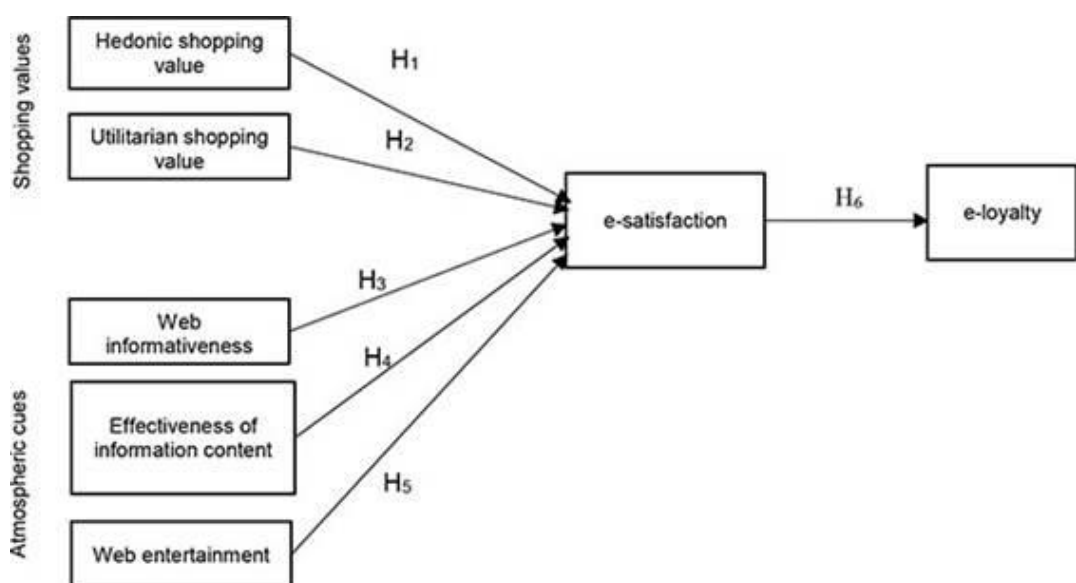 Shopping values
Hedonic shopping
value
H1
Utilitarian shopping
value
H2
Atmospheric cues
Web
informativeness
H3
Effectiveness of
information content
H4
Web entertainment
H5
e-satisfaction
H6
e-loyalty